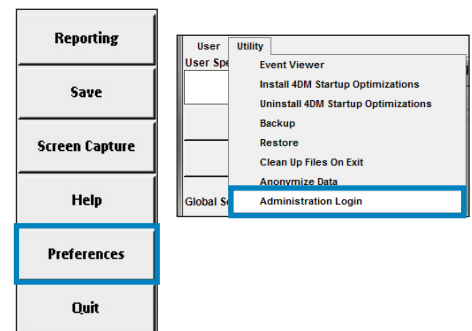 Reporting
Save
Screen Capture
Help
Preferences
Quit
User Utility
User Spe
Event Viewer
Install 4DM Startup Optimizations
Uninstall 4DM Startup Optimizations
Backup
Restore
Clean Up Files On Exit
Anonymize Data
Global Se
Administration Login